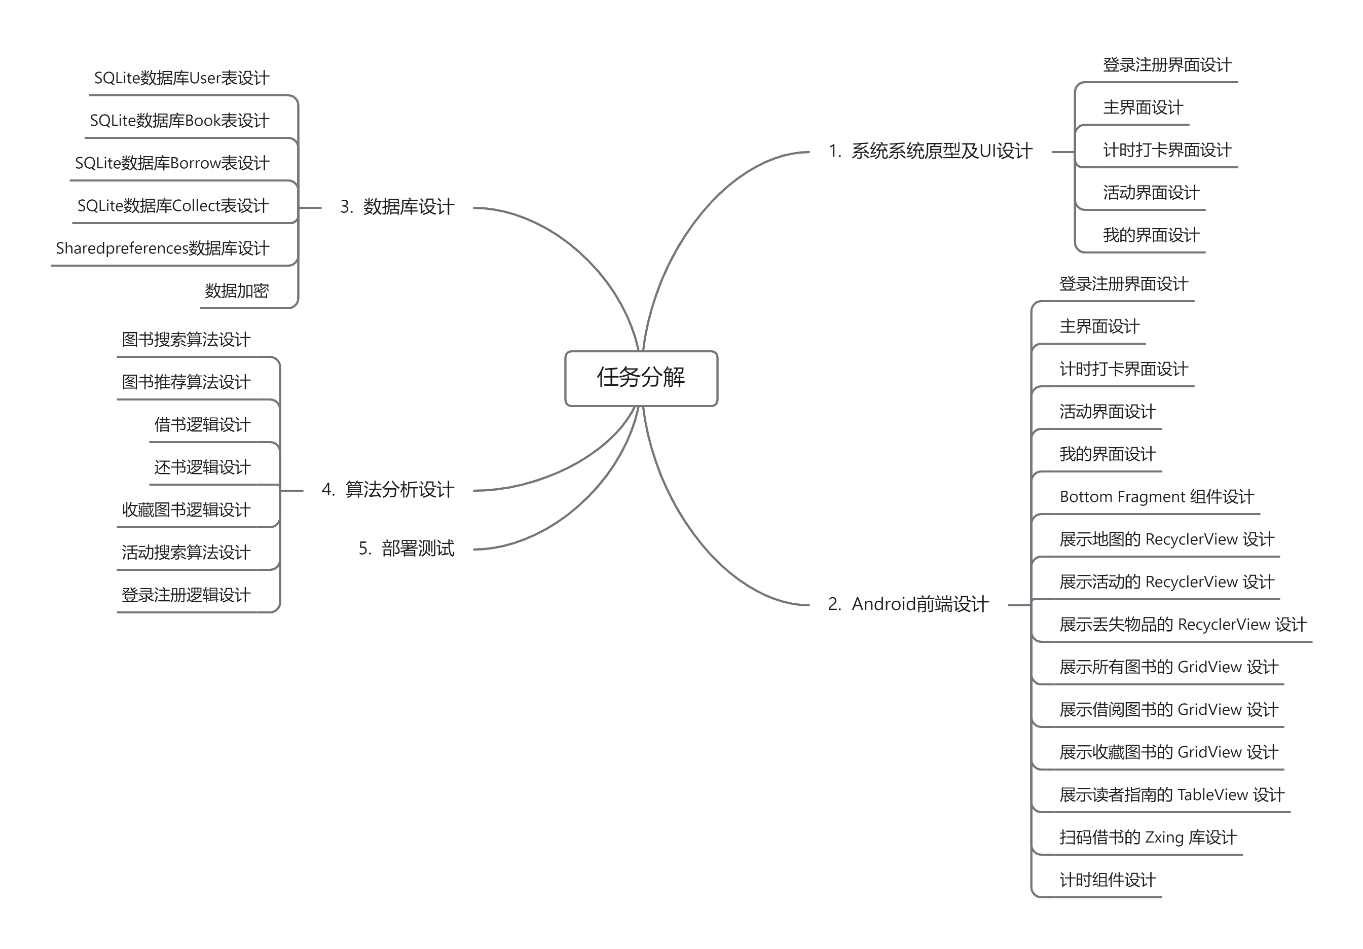 任务分解
1. 系统系统原型及UI设计
登录注册界面设计
主界面设计
计时打卡界面设计
活动界面设计
我的界面设计
2. Android前端设计
登录注册界面设计
主界面设计
计时打卡界面设计
活动界面设计
我的界面设计
Bottom Fragment 组件设计
展示地图的 RecyclerView 设计
展示活动的 RecyclerView 设计
展示丢失物品的 RecyclerView 设计
展示所有图书的 GridView 设计
展示借阅图书的 GridView 设计
展示收藏图书的 GridView 设计
展示读者指南的 TableView 设计
扫码借书的 Zxing 库设计
计时组件设计
3. 数据库设计
SQLite数据库User表设计
SQLite数据库Book表设计
SQLite数据库Borrow表设计
SQLite数据库Collect表设计
Sharedpreferences数据库设计
数据加密
4. 算法分析设计
图书搜索算法设计
图书推荐算法设计
借书逻辑设计
还书逻辑设计
收藏图书逻辑设计
活动搜索算法设计
登录注册逻辑设计
5. 部署测试